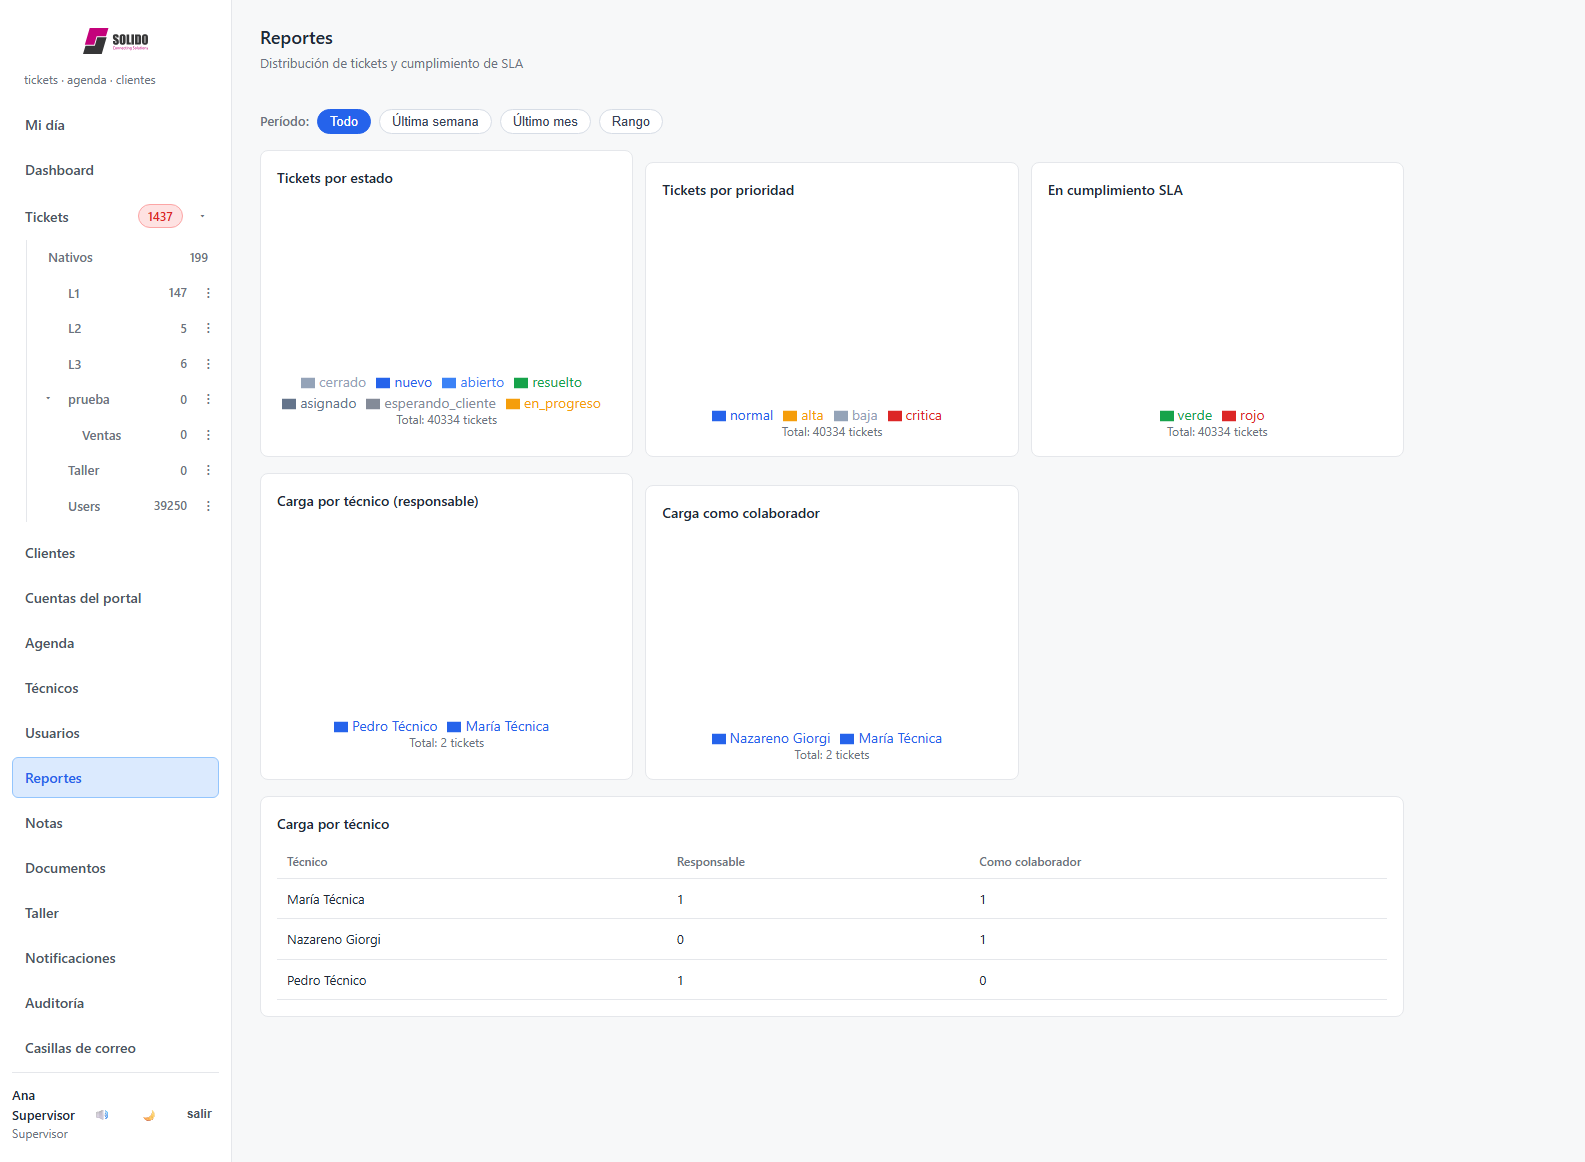 SOLIDO
Connecting Solutions
tickets · agenda · clientes
Mi día
Dashboard
Tickets 1437
Nativos 199
L1 147
L2 5
L3 6
prueba 0
Ventas 0
Taller 0
Users 39250
Clientes
Cuentas del portal
Agenda
Técnicos
Usuarios
Reportes
Notas
Documentos
Taller
Notificaciones
Auditoría
Casillas de correo
Ana
Supervisor
Supervisor
salir
Reportes
Distribución de tickets y cumplimiento de SLA
Período: Todo Última semana Último mes Rango
Tickets por estado
cerrado nuevo abierto resuelto
asignado esperando_cliente en_progreso
Total: 40334 tickets
Tickets por prioridad
normal alta baja critica
Total: 40334 tickets
En cumplimiento SLA
verde rojo
Total: 40334 tickets
Carga por técnico (responsable)
Pedro Técnico María Técnica
Total: 2 tickets
Carga como colaborador
Nazareno Giorgi María Técnica
Total: 2 tickets
Carga por técnico
Técnico Responsable Como colaborador
María Técnica 1 1
Nazareno Giorgi 0 1
Pedro Técnico 1 0